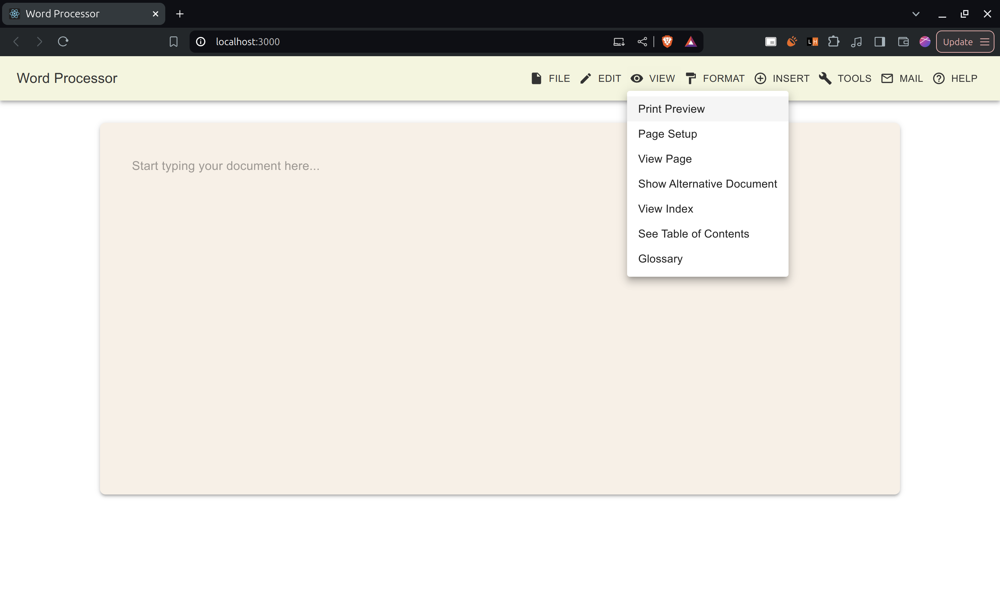 Word Processor
localhost:3000
L H
Update
Word Processor
FILE EDIT VIEW FORMAT INSERT TOOLS MAIL HELP
Print Preview
Page Setup
View Page
Show Alternative Document
View Index
See Table of Contents
Glossary
Start typing your document here...